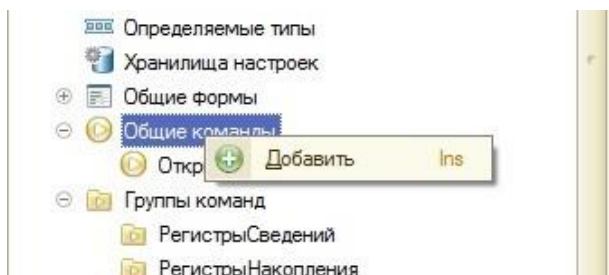 Определяемые типы
Хранилища настроек
Общие формы
Общие команды
Добавить Ins
Группы команд
РегистрыСведений
РегистрыНакопления